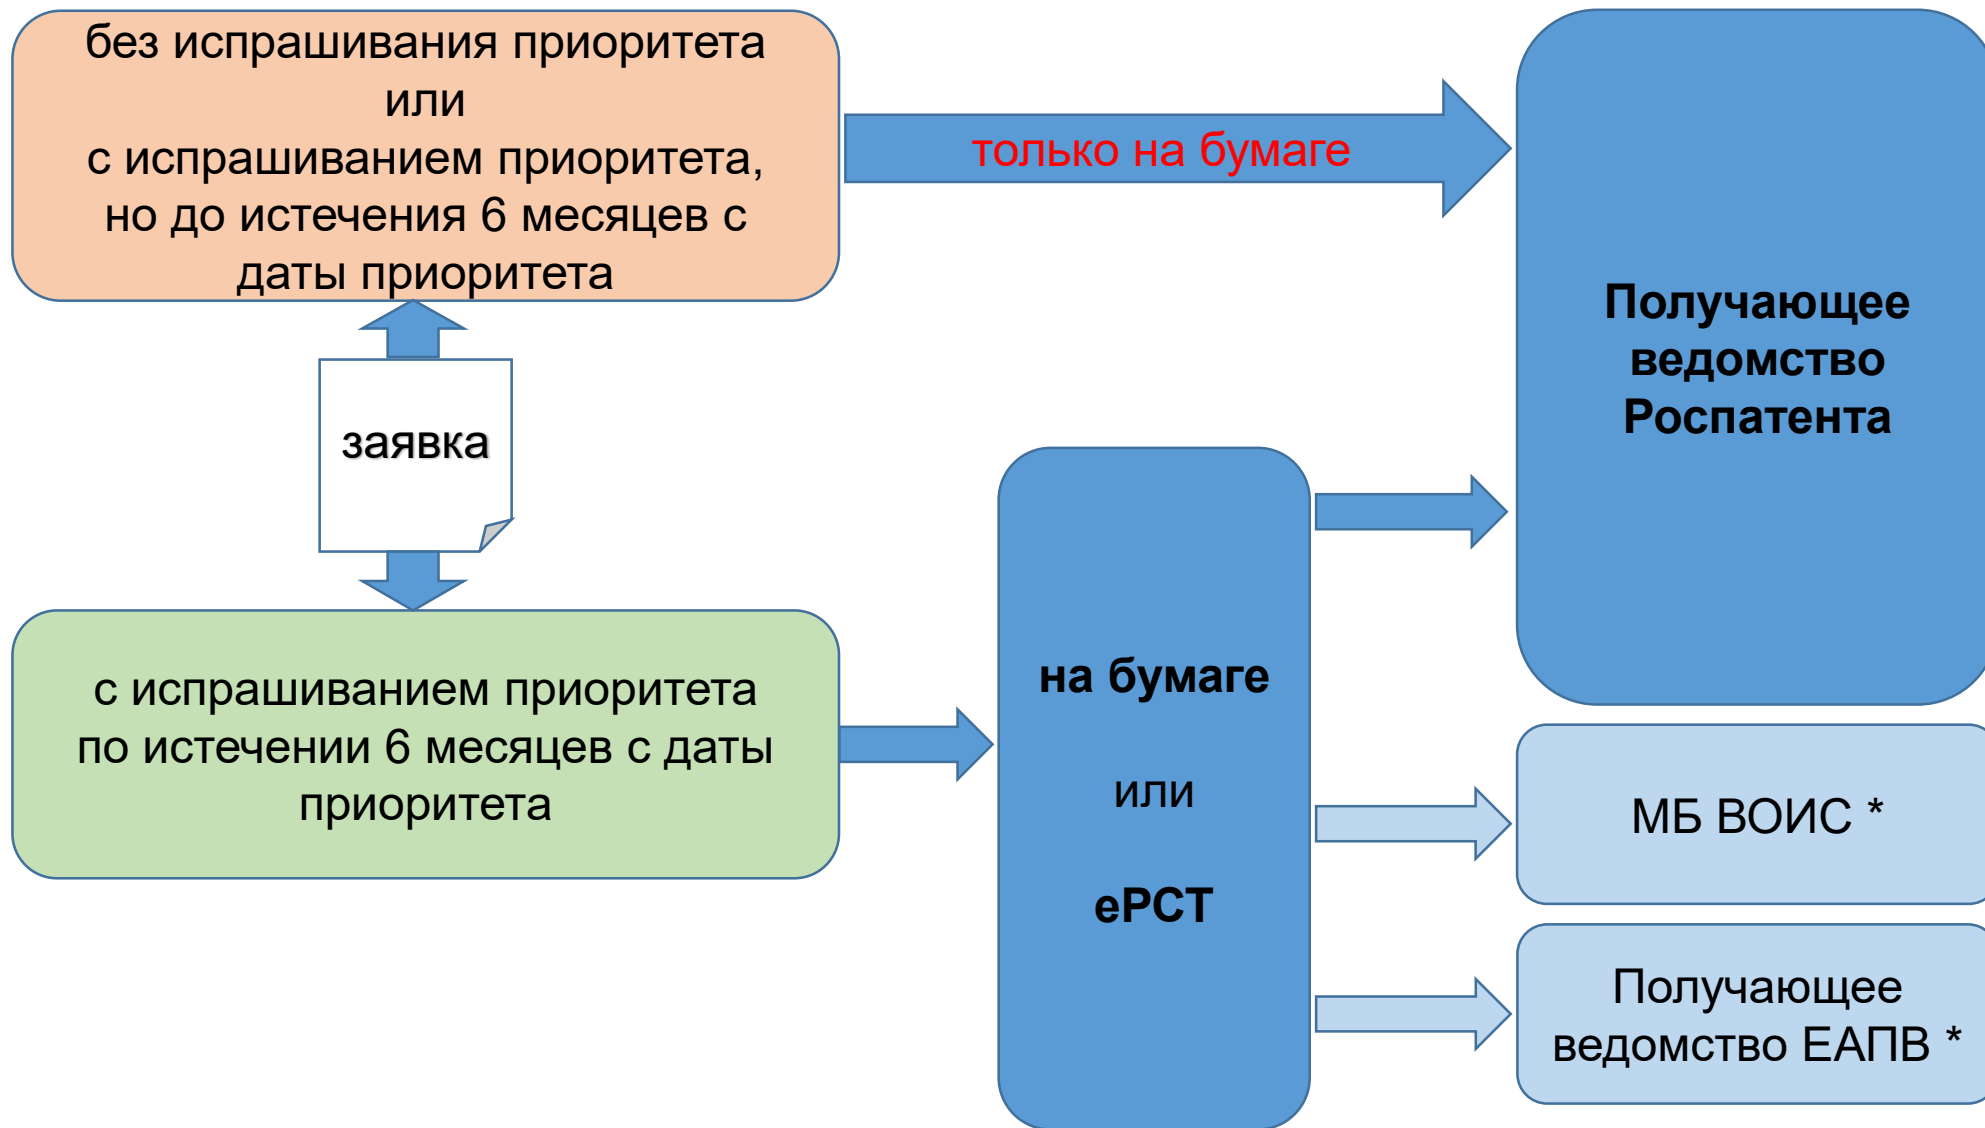 без испрашивания приоритета
или
с испрашиванием приоритета,
но до истечения 6 месяцев с
даты приоритета
только на бумаге
Получающее
ведомство
Роспатента
заявка
с испрашиванием приоритета
по истечении 6 месяцев с даты
приоритета
на бумаге
или
ePCT
МБ ВОИС *
Получающее
ведомство ЕАПВ *